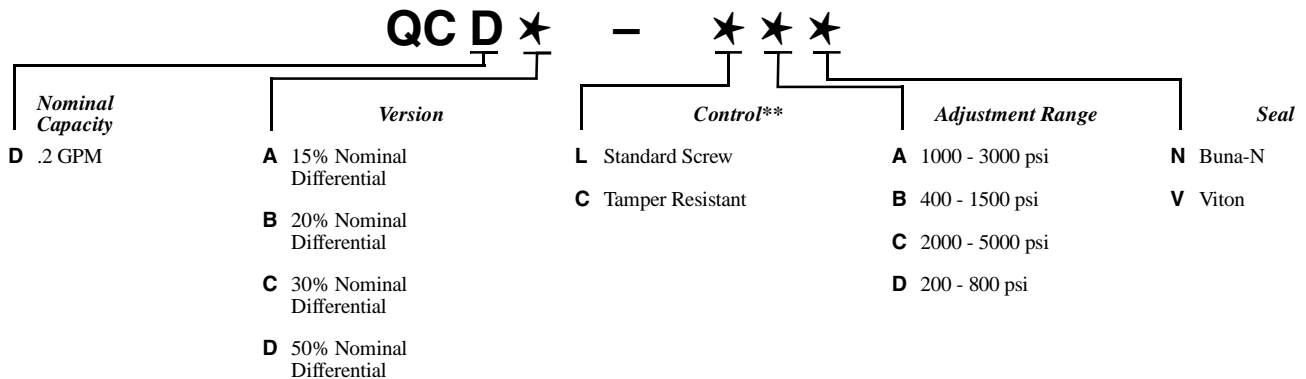 QC D ★ – ★ ★ ★
Nominal
Capacity
D .2 GPM
Version
A 15% Nominal
Differential
B 20% Nominal
Differential
C 30% Nominal
Differential
D 50% Nominal
Differential
Control**
L Standard Screw
C Tamper Resistant
Adjustment Range
A 1000 - 3000 psi
B 400 - 1500 psi
C 2000 - 5000 psi
D 200 - 800 psi
Seal
N Buna-N
V Viton